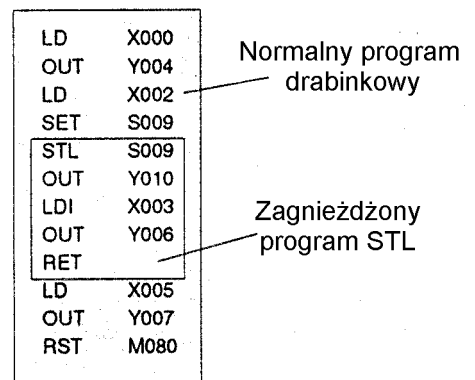 LD X000
OUT Y004
LD X002
SET S009
STL S009
OUT Y010
LDI X003
OUT Y006
RET
LD X005
OUT Y007
RST M080
Normalny program
drabinkowy
Zagnieżdżony
program STL